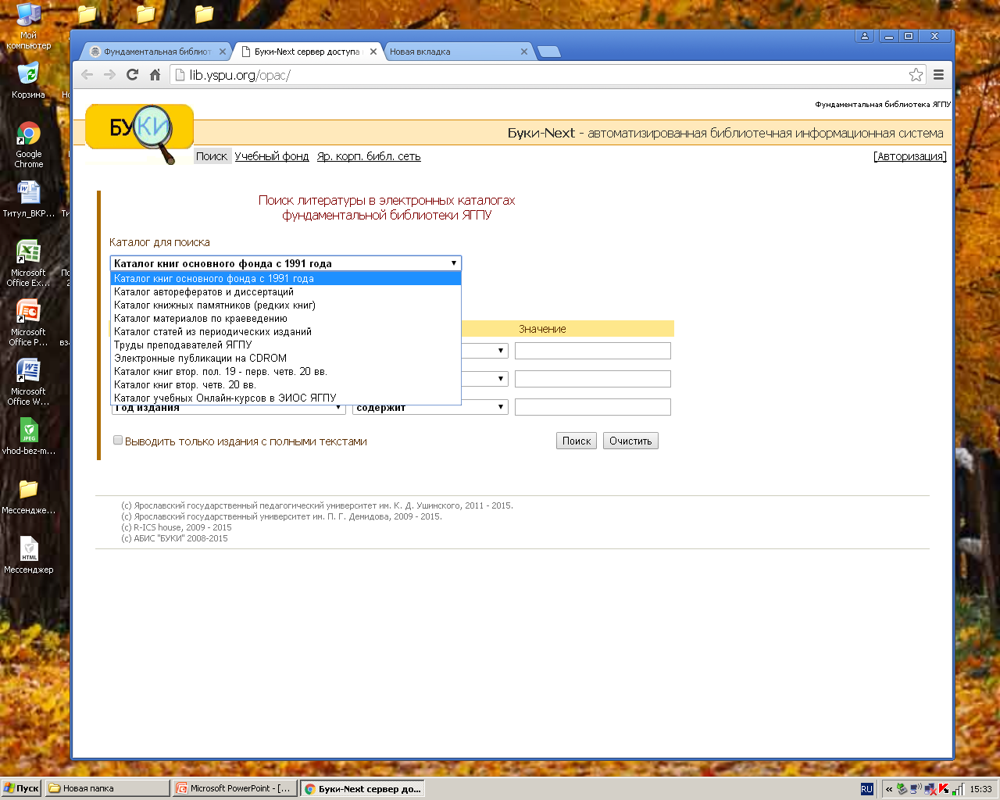 Мой
компьютер
Корзина
Google
Chrome
Титул_ВКР...
Microsoft
Office Ex...
Microsoft
Office P...
Microsoft
Office W...
JPEG
vhod-bez-m...
Мессендже...
HTML
Мессенджер
Фундаментальная библиот
Буки-Next сервер доступа
Новая вкладка
lib.yspu.org/opac/
Фундаментальная библиотека ЯГПУ
БУКИ
Буки-Next - автоматизированная библиотечная информационная система
Поиск Учебный фонд Яр. корп. библ. сеть [Авторизация]
Поиск литературы в электронных каталогах
фундаментальной библиотеки ЯГПУ
Каталог для поиска
Каталог книг основного фонда с 1991 года
Каталог книг основного фонда с 1991 года
Каталог авторефератов и диссертаций
Каталог книжных памятников (редких книг)
Каталог материалов по краеведению
Каталог статей из периодических изданий
Труды преподавателей ЯГПУ
Электронные публикации на CDROM
Каталог книг втор. пол. 19 - перв. четв. 20 вв.
Каталог книг втор. четв. 20 вв.
Каталог учебных Онлайн-курсов в ЭИОС ЯГПУ
Значение
Год издания содержит
Выводить только издания с полными текстами Поиск Очистить
(c) Ярославский государственный педагогический университет им. К. Д. Ушинского, 2011 - 2015.
(c) Ярославский государственный университет им. П. Г. Демидова, 2009 - 2015.
(c) R-ICS house, 2009 - 2015
(c) АБИС "БУКИ" 2008-2015
Пуск Новая папка Microsoft PowerPoint - [... Буки-Next сервер до... RU « 15:33